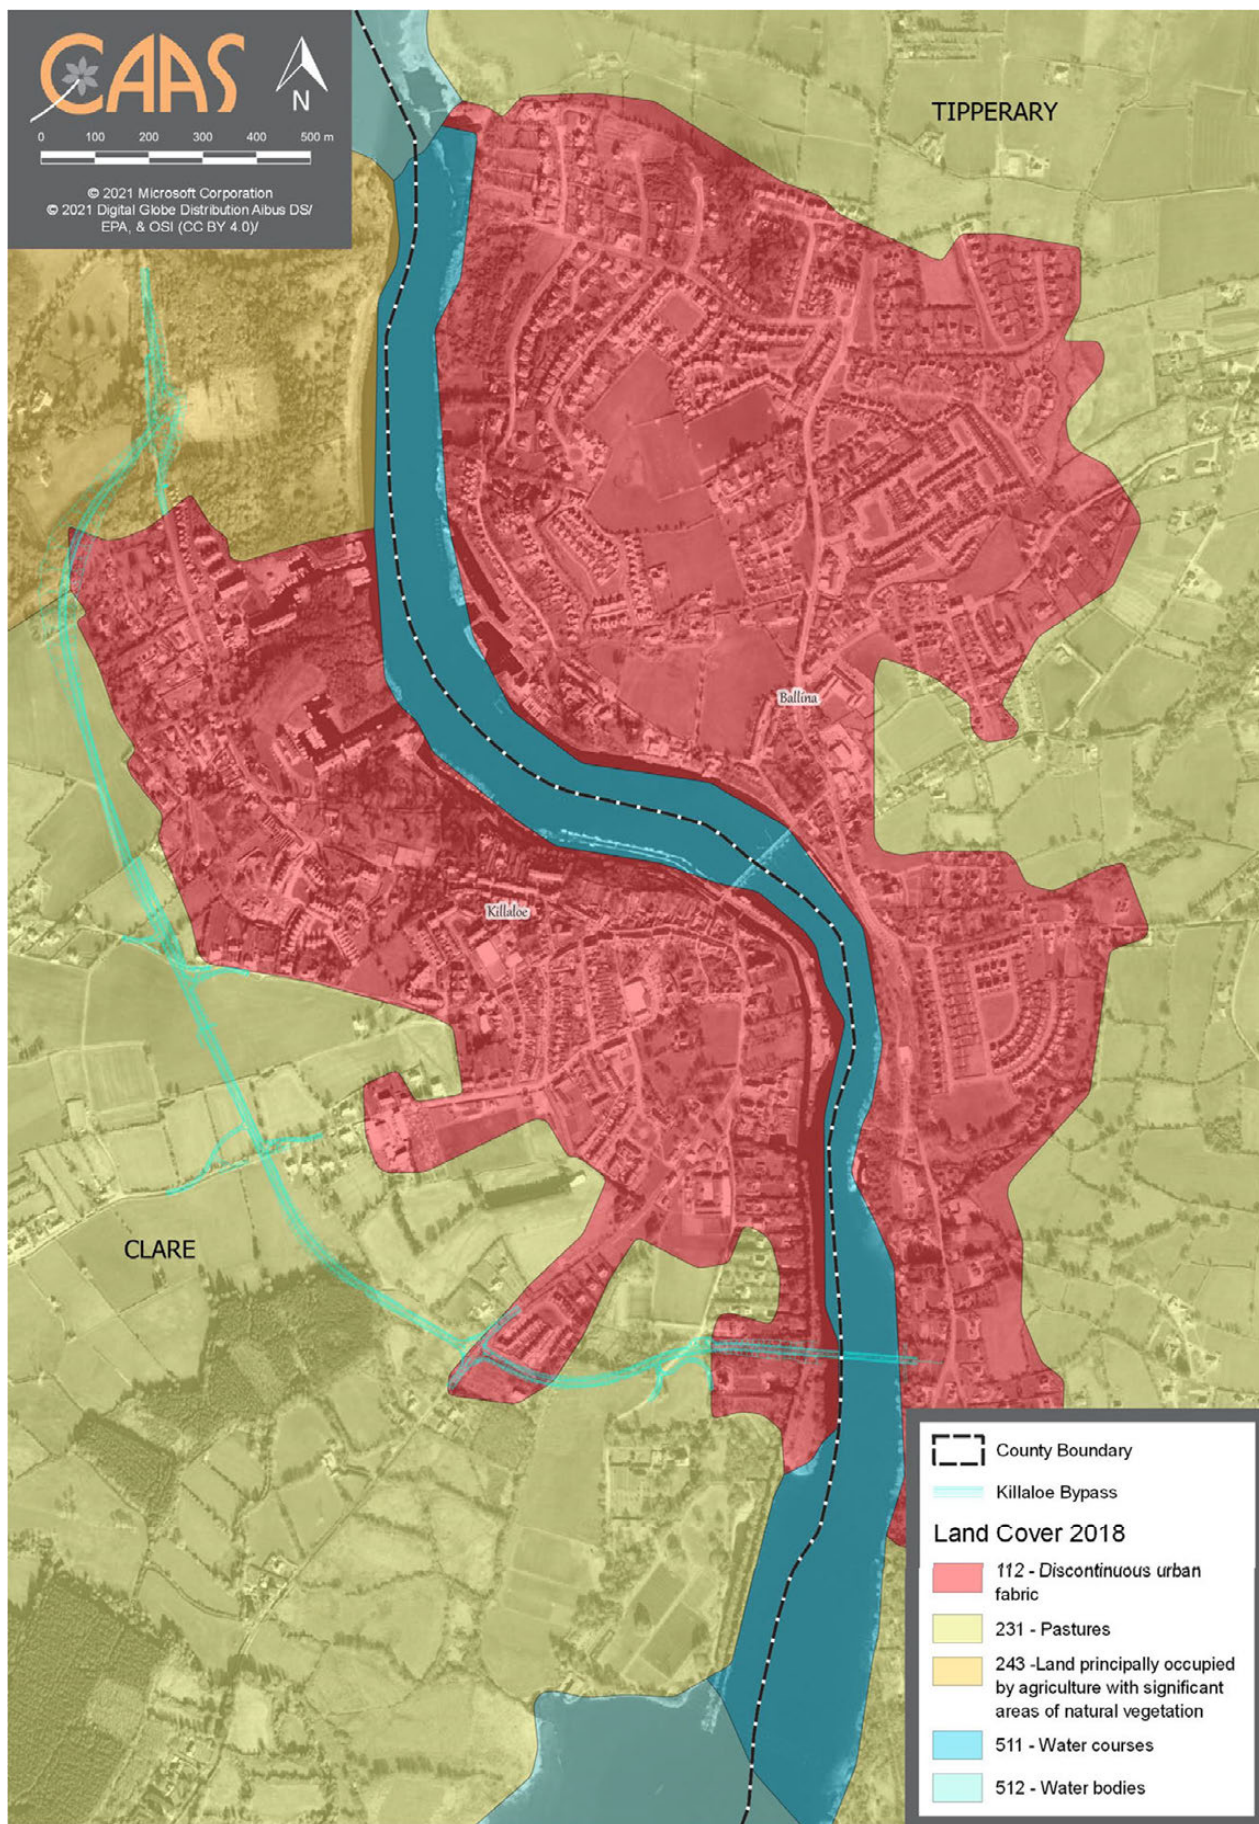 CAAS
N
0 100 200 300 400 500 m
© 2021 Microsoft Corporation
© 2021 Digital Globe Distribution Aibus DS/
EPA, & OSI (CC BY 4.0)/
TIPPERARY
Ballina
Killaloe
CLARE
County Boundary
Killaloe Bypass
Land Cover 2018
112 - Discontinuous urban
fabric
231 - Pastures
243 -Land principally occupied
by agriculture with significant
areas of natural vegetation
511 - Water courses
512 - Water bodies